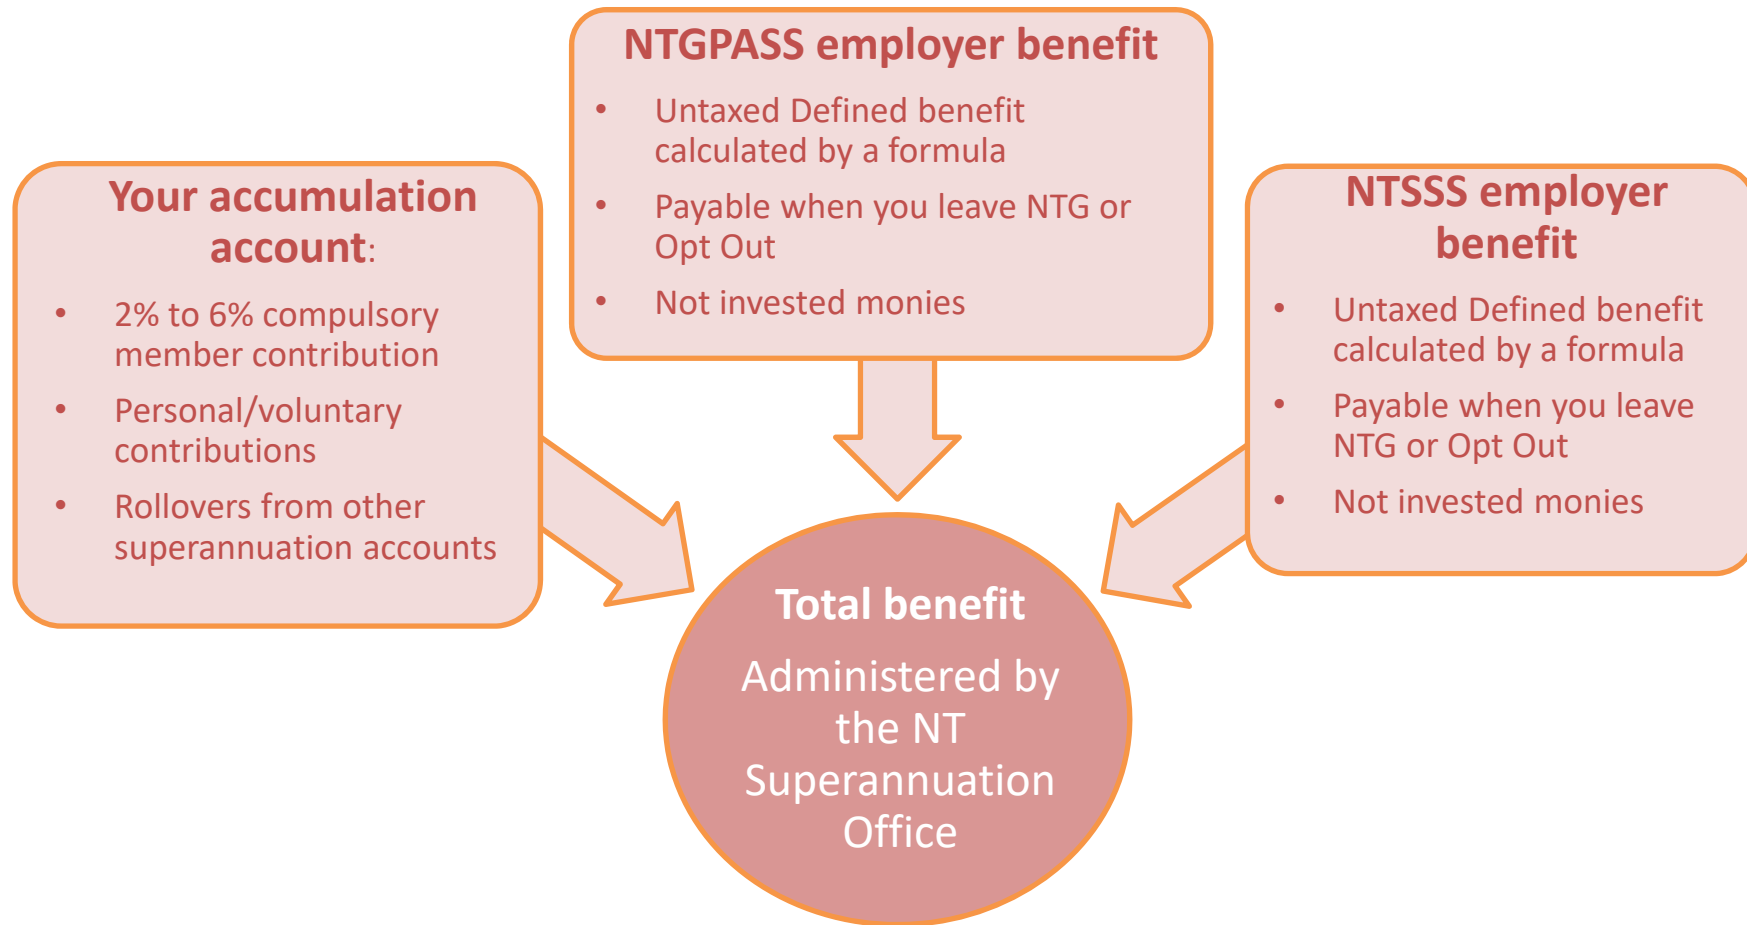 Your accumulation
account:
• 2% to 6% compulsory
member contribution
• Personal/voluntary
contributions
• Rollovers from other
superannuation accounts
NTGPASS employer benefit
• Untaxed Defined benefit
calculated by a formula
• Payable when you leave NTG or
Opt Out
• Not invested monies
NTSSS employer
benefit
• Untaxed Defined benefit
calculated by a formula
• Payable when you leave
NTG or Opt Out
• Not invested monies
Total benefit
Administered by
the NT
Superannuation
Office